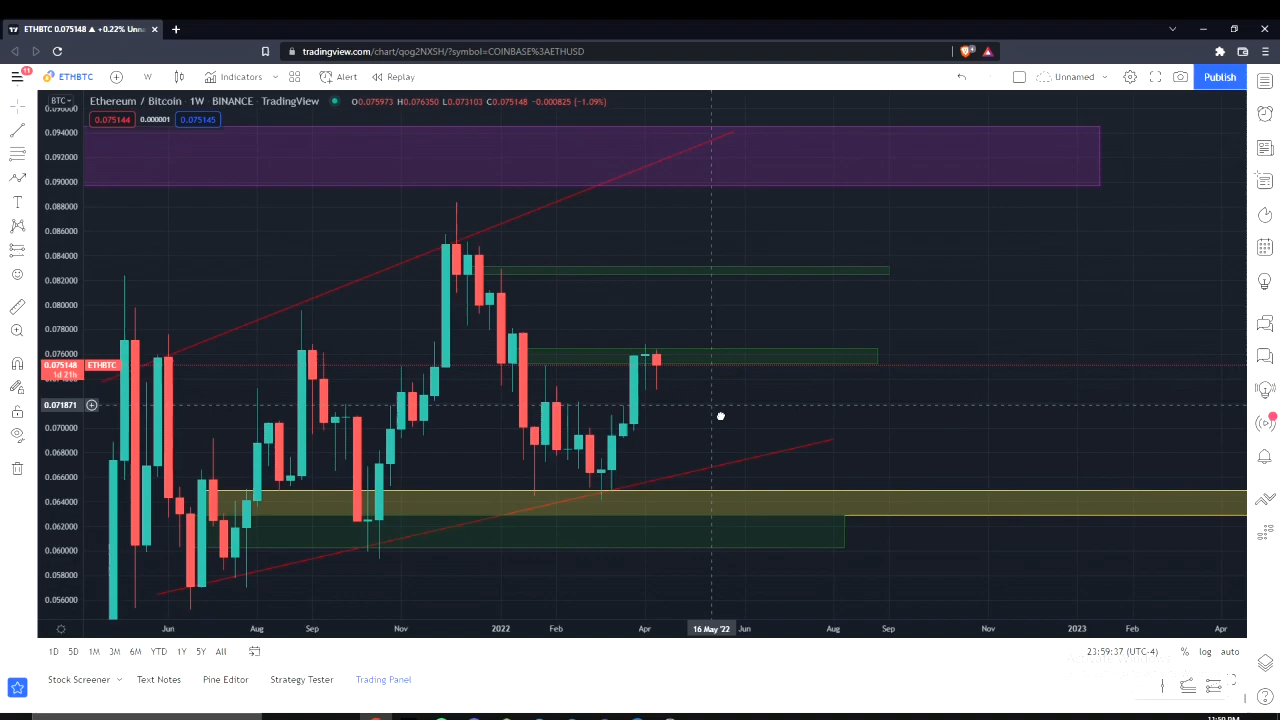 ETHBTC 0.075148 ▲ +0.22% Unna
tradingview.com/chart/qog2NXSH/?symbol=COINBASE%3AETHUSD
11 ETHBTC W Indicators Alert Replay Unnamed Publish
BTC Ethereum / Bitcoin · 1W · BINANCE · TradingView O0.075973 H0.076350 L0.073103 C0.075148 −0.000825 (−1.09%)
0.075144 0.000001 0.075145
0.094000
0.092000
0.090000
0.088000
0.086000
0.084000
0.082000
0.080000
0.078000
0.076000
0.075148 ETHBTC
1d 21h
0.071871
0.070000
0.068000
0.066000
0.064000
0.062000
0.060000
0.058000
0.056000
Jun Aug Sep Nov 2022 Feb Apr 16 May '22 Jun Aug Sep Nov 2023 Feb Apr
1D 5D 1M 3M 6M YTD 1Y 5Y All 23:59:37 (UTC-4) % log auto
Stock Screener Text Notes Pine Editor Strategy Tester Trading Panel